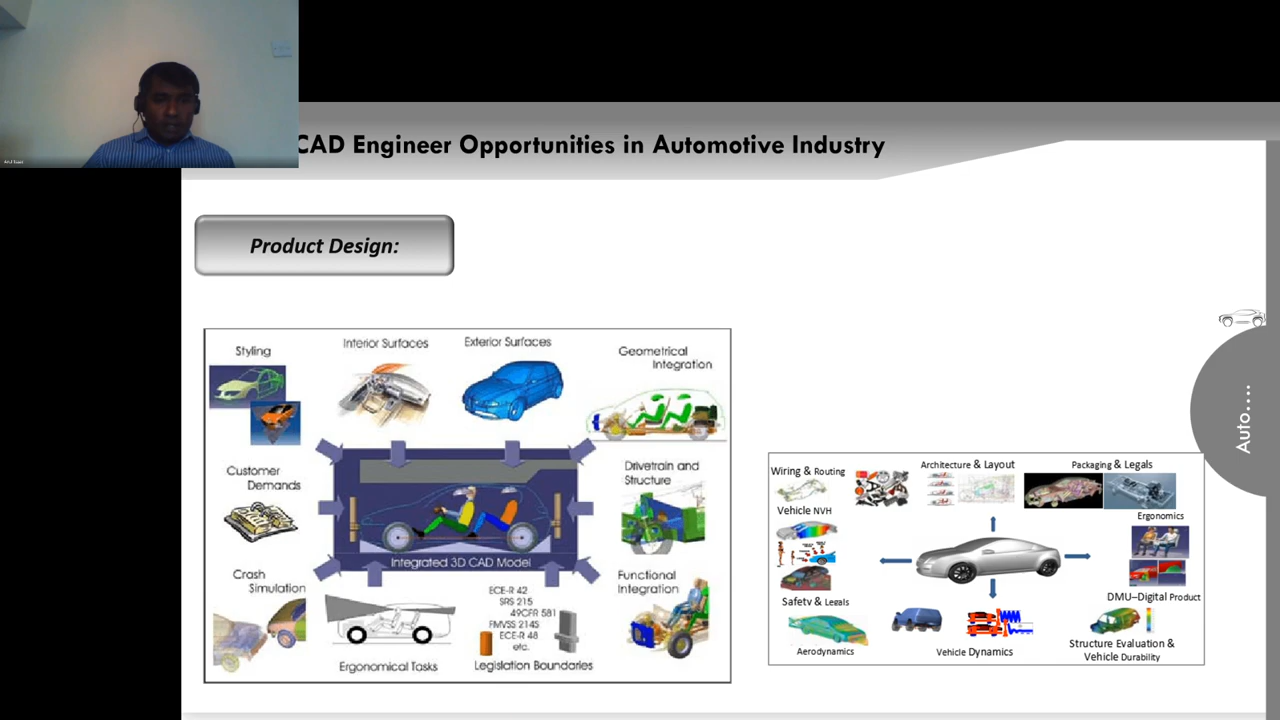 CAD Engineer Opportunities in Automotive Industry
Product Design:
Styling
Interior Surfaces
Exterior Surfaces
Geometrical
Integration
Customer
Demands
Drivetrain and
Structure
Integrated 3D CAD Model
Crash
Simulation
Ergonomical Tasks
ECE-R 42
SRS 215
49CFR 581
FMVSS 2145
ECE-R 48
etc.
Legislation Boundaries
Functional
Integration
Wiring & Routing
Architecture & Layout
Packaging & Legals
Vehicle NVH
Ergonomics
Safety & Legals
DMU–Digital Product
Aerodynamics
Vehicle Dynamics
Structure Evaluation &
Vehicle Durability
Auto....